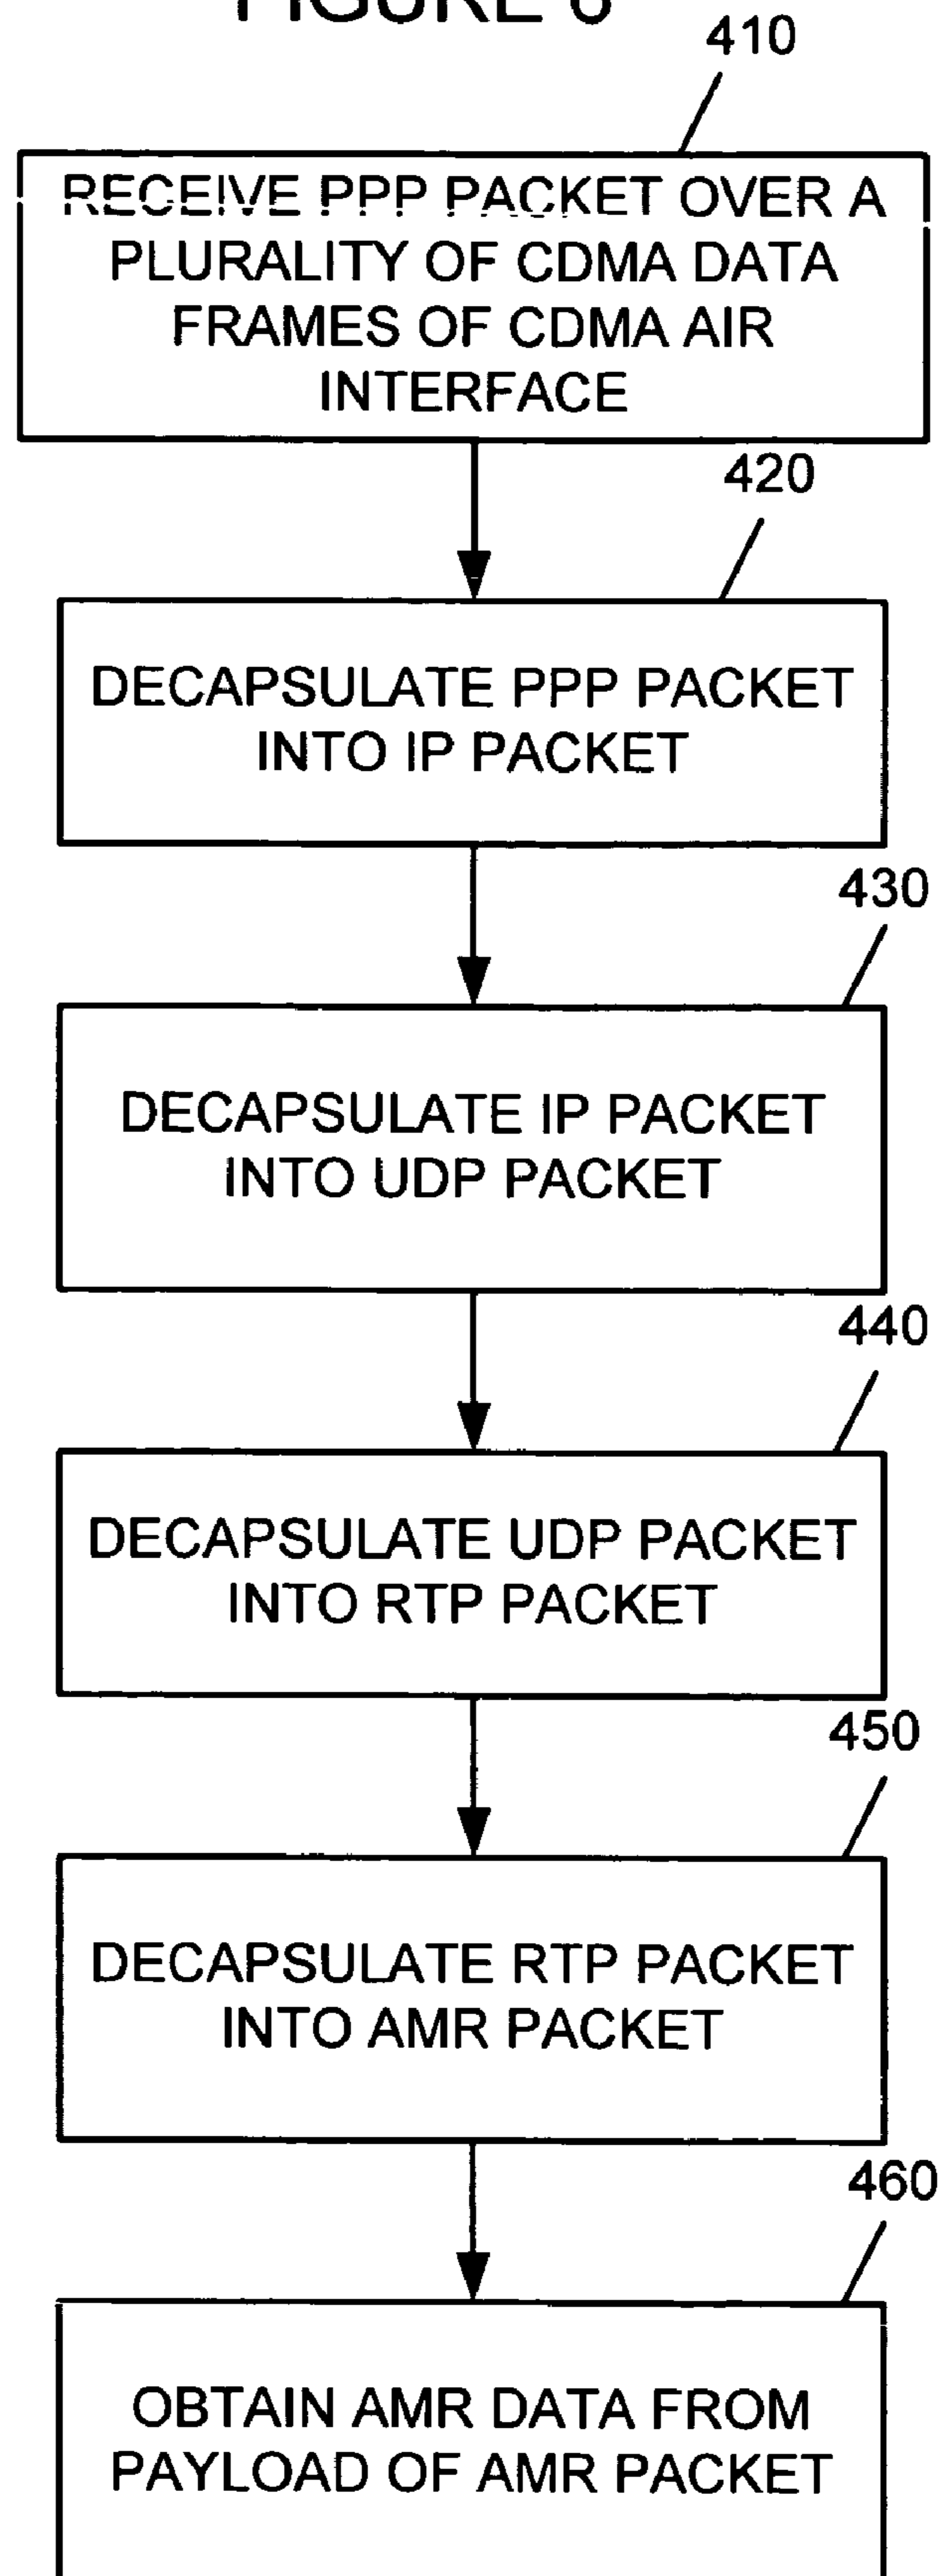 FIGURE
410
RECEIVE PPP PACKET OVER A
PLURALITY OF CDMA DATA
FRAMES OF CDMA AIR
INTERFACE
420
DECAPSULATE PPP PACKET
INTO IP PACKET
430
DECAPSULATE IP PACKET
INTO UDP PACKET
440
DECAPSULATE UDP PACKET
INTO RTP PACKET
450
DECAPSULATE RTP PACKET
INTO AMR PACKET
460
OBTAIN AMR DATA FROM
PAYLOAD OF AMR PACKET